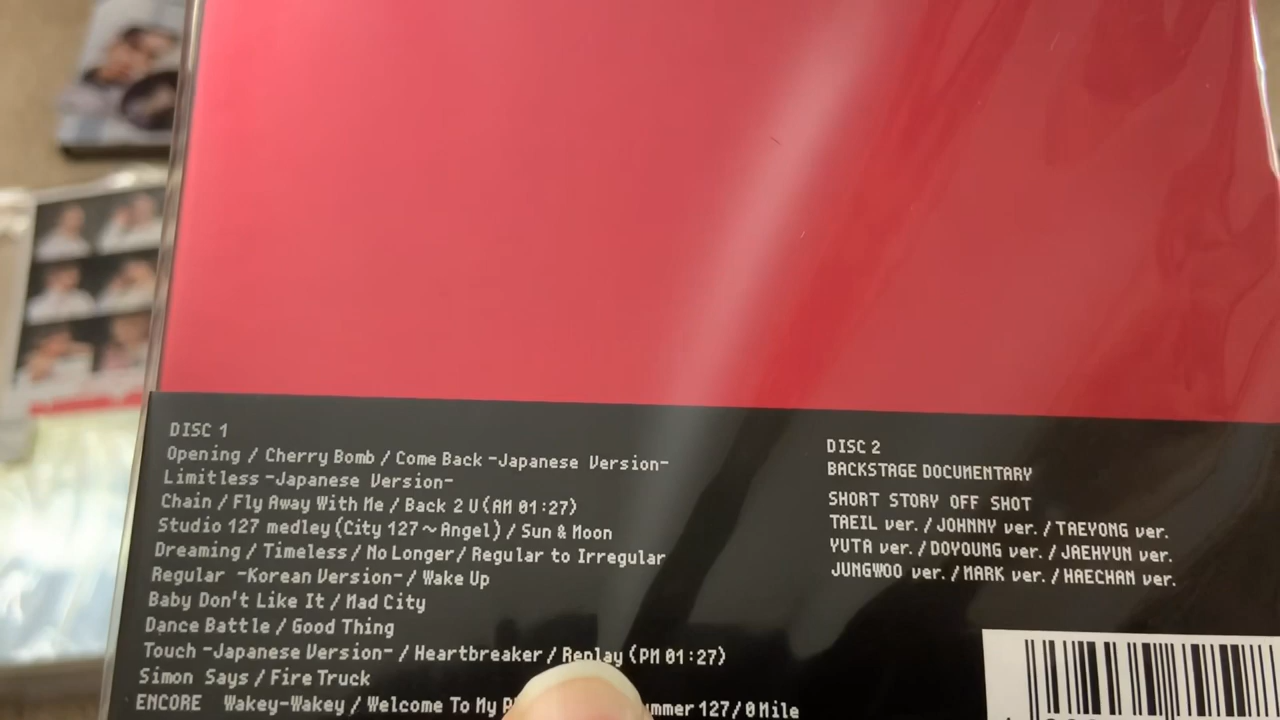 DISC 1
Opening / Cherry Bomb / Come Back -Japanese Version-
Limitless -Japanese Version-
Chain / Fly Away With Me / Back 2 U (AM 01:27)
Studio 127 medley (City 127 ~ Angel) / Sun & Moon
Dreaming / Timeless / No Longer / Regular to Irregular
Regular -Korean Version- / Wake Up
Baby Don't Like It / Mad City
Dance Battle / Good Thing
Touch -Japanese Version- / Heartbreaker / Replay (PM 01:27)
Simon Says / Fire Truck
ENCORE Wakey-Wakey / Welcome To My 127 / 0 Mile
DISC 2
BACKSTAGE DOCUMENTARY
SHORT STORY OFF SHOT
TAEIL ver. / JOHNNY ver. / TAEYONG ver.
YUTA ver. / DOYOUNG ver. / JAEHYUN ver.
JUNGWOO ver. / MARK ver. / HAECHAN ver.